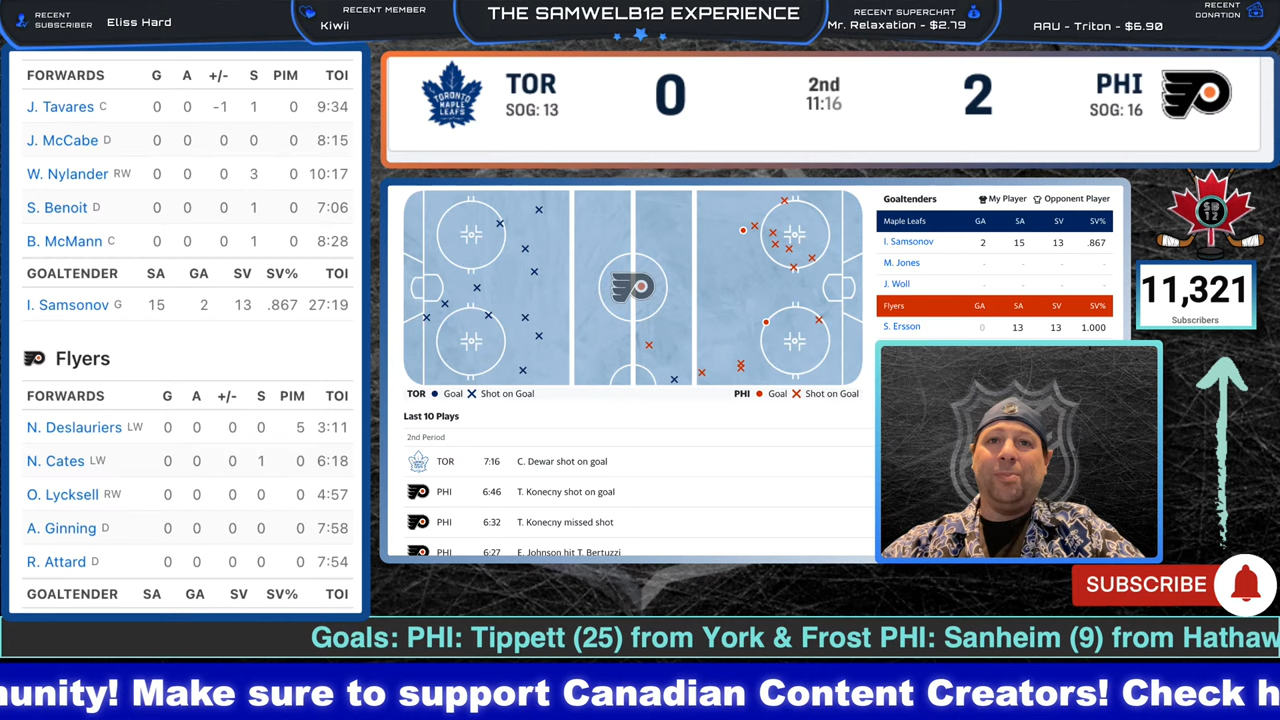 RECENT
SUBSCRIBER
Eliss Hard
RECENT MEMBER
Kiwii
THE SAMWELB12 EXPERIENCE
RECENT SUPERCHAT
Mr. Relaxation - $2.79
AAU - Triton - $6.90
RECENT
DONATION
FORWARDS G A +/- S PIM TOI
J. Tavares C 0 0 -1 1 0 9:34
J. McCabe D 0 0 0 0 0 8:15
W. Nylander RW 0 0 0 3 0 10:17
S. Benoit D 0 0 0 1 0 7:06
B. McMann C 0 0 0 1 0 8:28
GOALTENDER SA GA SV SV% TOI
I. Samsonov G 15 2 13 .867 27:19
Flyers
FORWARDS G A +/- S PIM TOI
N. Deslauriers LW 0 0 0 0 5 3:11
N. Cates LW 0 0 0 1 0 6:18
O. Lycksell RW 0 0 0 0 0 4:57
A. Ginning D 0 0 0 0 0 7:58
R. Attard D 0 0 0 0 0 7:54
GOALTENDER SA GA SV SV% TOI
TORONTO
MAPLE
LEAFS
TOR
SOG: 13
0
2nd
11:16
2
PHI
SOG: 16
TOR Goal Shot on Goal
PHI Goal Shot on Goal
Last 10 Plays
2nd Period
TOR 7:16 C. Dewar shot on goal
PHI 6:46 T. Konecny shot on goal
PHI 6:32 T. Konecny missed shot
PHI 6:27 E. Johnson hit T. Bertuzzi
Goaltenders My Player Opponent Player
Maple Leafs GA SA SV SV%
I. Samsonov 2 15 13 .867
M. Jones - - - -
J. Woll - - - -
Flyers GA SA SV SV%
S. Ersson 0 13 13 1.000
SB
12
11,321
Subscribers
SUBSCRIBE
Goals: PHI: Tippett (25) from York & Frost PHI: Sanheim (9) from Hathaw
munity! Make sure to support Canadian Content Creators! Check h